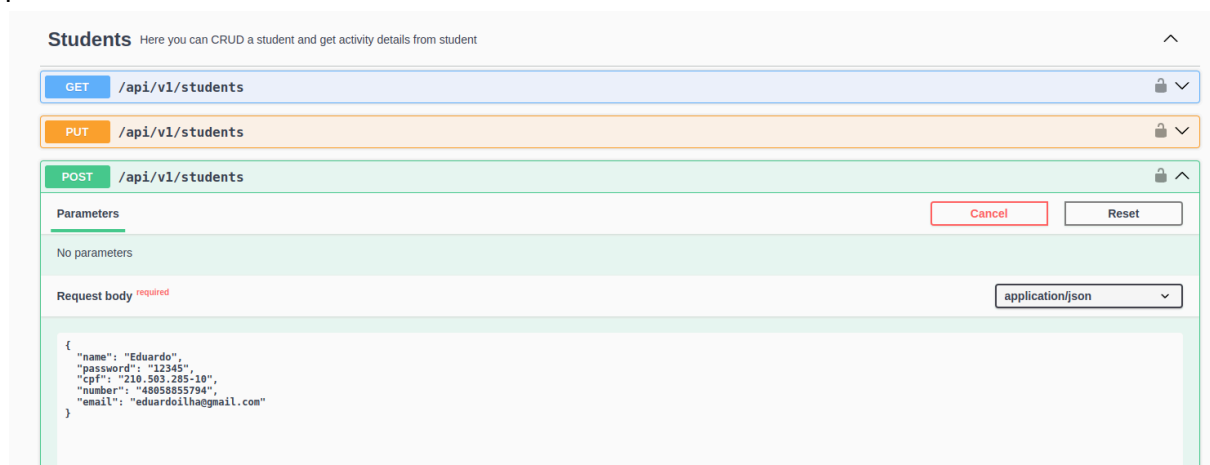 Students Here you can CRUD a student and get activity details from student
GET /api/v1/students
PUT /api/v1/students
POST /api/v1/students
Parameters Cancel Reset
No parameters
Request body required application/json
{
"name": "Eduardo",
"password": "12345",
"cpf": "210.503.285-10",
"number": "48058855794",
"email": "eduardoilha@gmail.com"
}